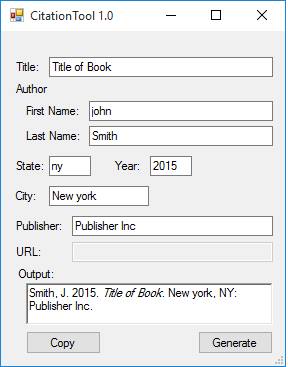 CitationTool 1.0
Title: Title of Book
Author
First Name: john
Last Name: Smith
State: ny Year: 2015
City: New york
Publisher: Publisher Inc
URL:
Output:
Smith, J. 2015. Title of Book. New york, NY:
Publisher Inc.
Copy Generate